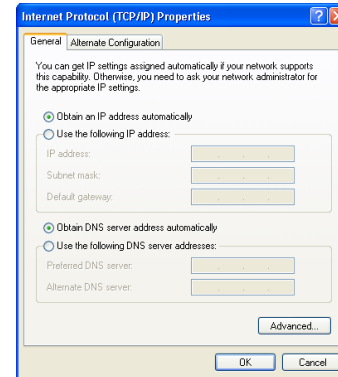 Internet Protocol (TCP/IP) Properties
General Alternate Configuration
You can get IP settings assigned automatically if your network supports
this capability. Otherwise, you need to ask your network administrator for
the appropriate IP settings.
Obtain an IP address automatically
Use the following IP address:
IP address:
Subnet mask:
Default gateway:
Obtain DNS server address automatically
Use the following DNS server addresses:
Preferred DNS server:
Alternate DNS server:
Advanced...
OK Cancel